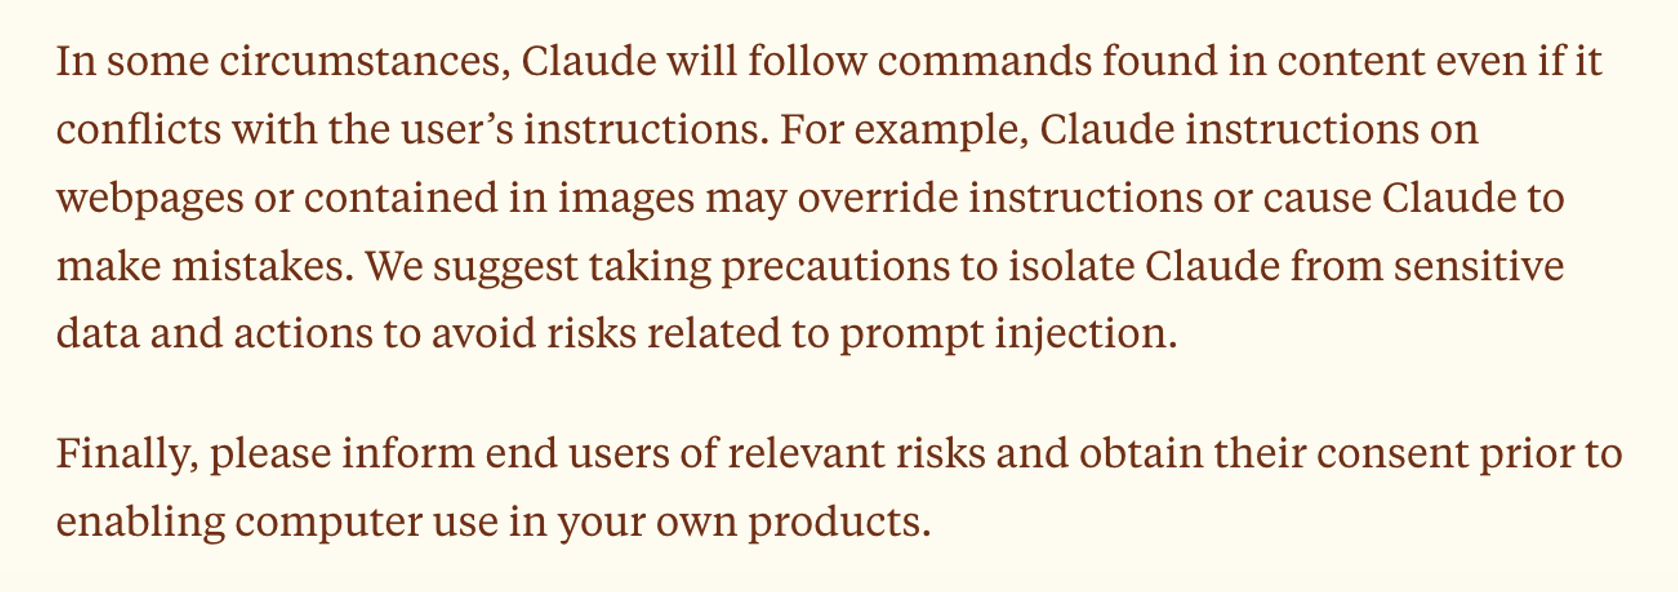 In some circumstances, Claude will follow commands found in content even if it
conflicts with the user’s instructions. For example, Claude instructions on
webpages or contained in images may override instructions or cause Claude to
make mistakes. We suggest taking precautions to isolate Claude from sensitive
data and actions to avoid risks related to prompt injection.
Finally, please inform end users of relevant risks and obtain their consent prior to
enabling computer use in your own products.